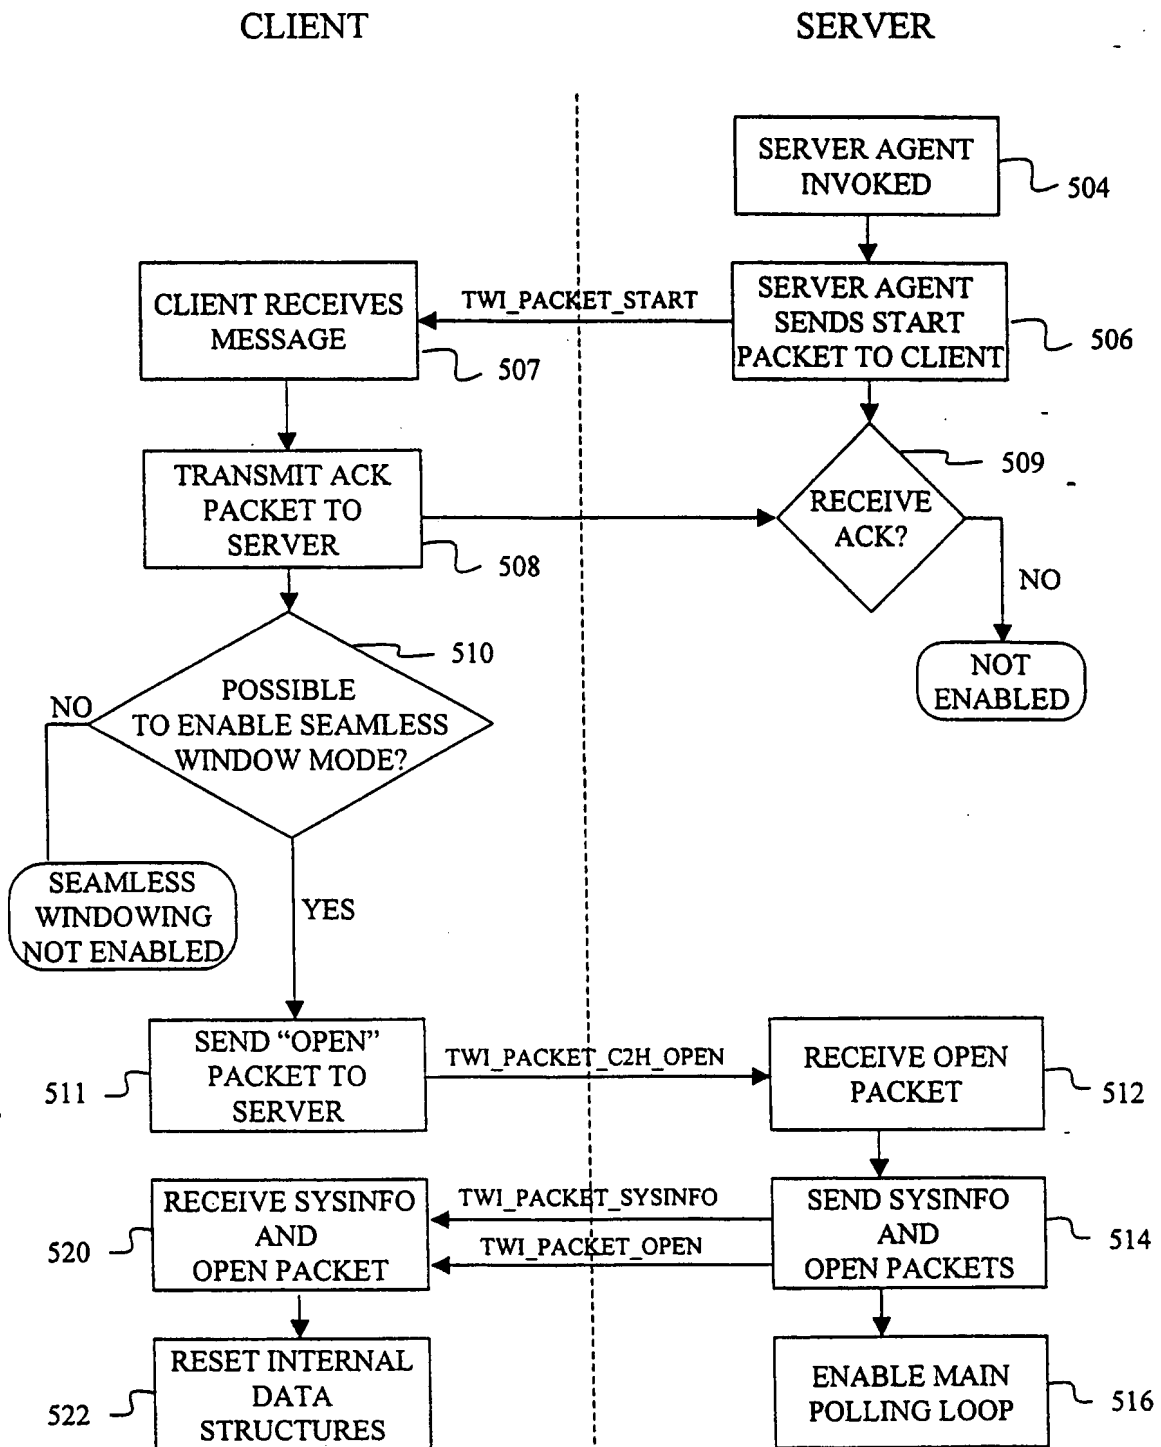 CLIENT
SERVER
SERVER AGENT
INVOKED
504
CLIENT RECEIVES
MESSAGE
507
TWI_PACKET_START
SERVER AGENT
SENDS START
PACKET TO CLIENT
506
TRANSMIT ACK
PACKET TO
SERVER
508
RECEIVE
ACK?
509
NO
NOT
ENABLED
510
POSSIBLE
TO ENABLE SEAMLESS
WINDOW MODE?
NO
SEAMLESS
WINDOWING
NOT ENABLED
YES
SEND “OPEN”
PACKET TO
SERVER
511
TWI_PACKET_C2H_OPEN
RECEIVE OPEN
PACKET
512
RECEIVE SYSINFO
AND
OPEN PACKET
520
TWI_PACKET_SYSINFO
TWI_PACKET_OPEN
SEND SYSINFO
AND
OPEN PACKETS
514
RESET INTERNAL
DATA
STRUCTURES
522
ENABLE MAIN
POLLING LOOP
516